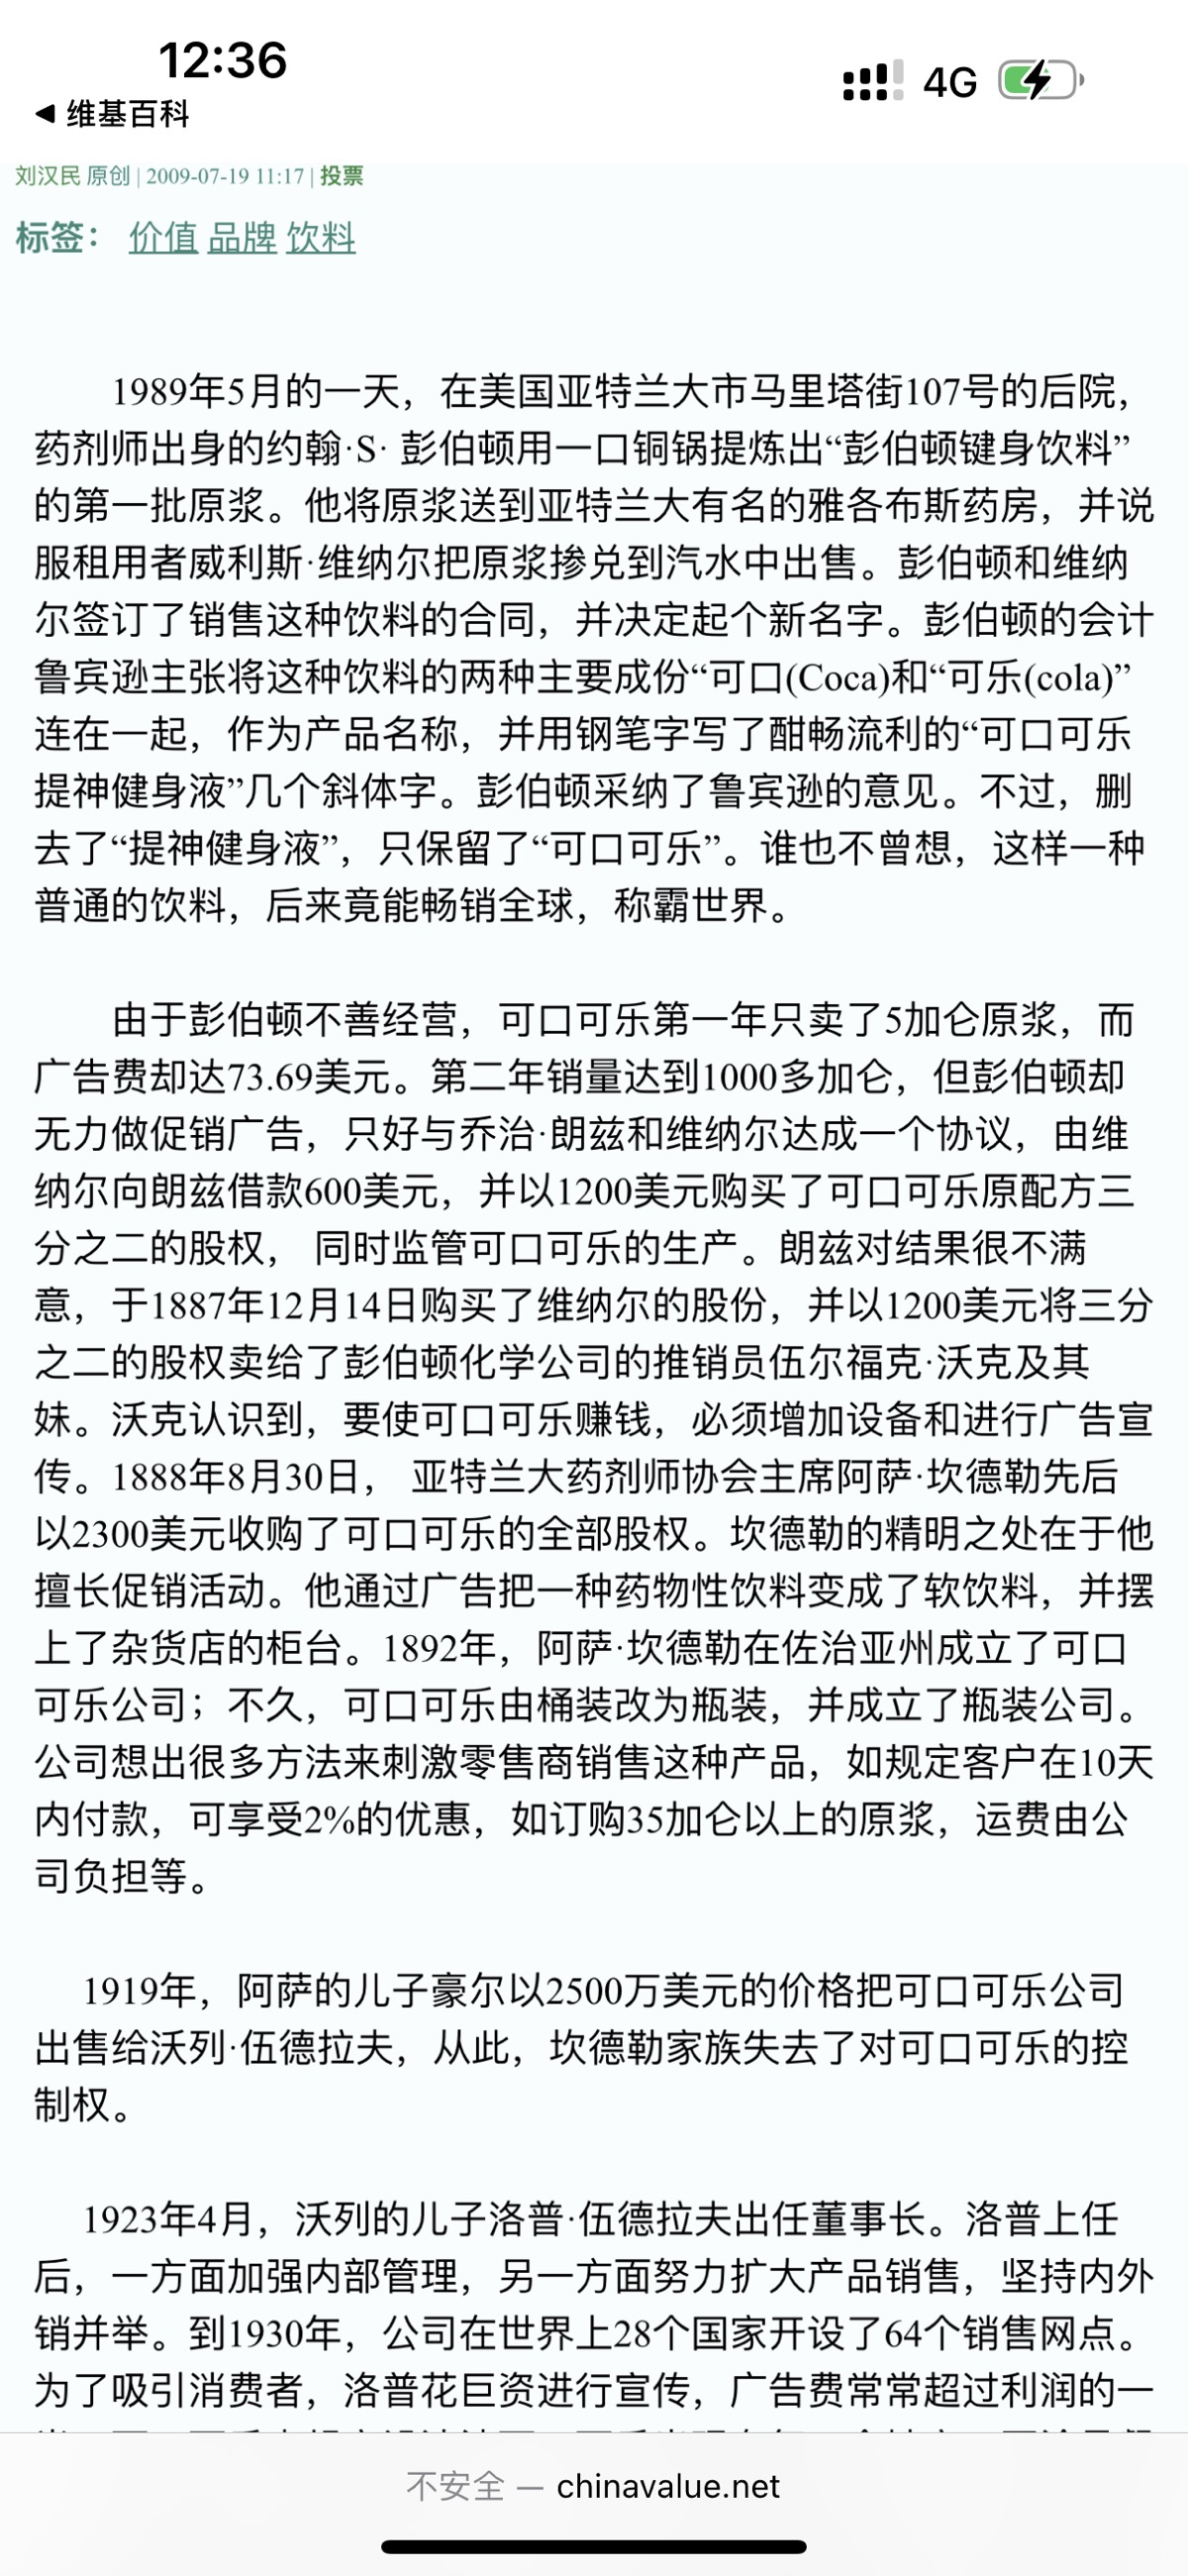 12:36
4G
◀ 维基百科
刘汉民 原创 | 2009-07-19 11:17 | 投票
标签： 价值 品牌 饮料
1989年5月的一天，在美国亚特兰大市马里塔街107号的后院，
药剂师出身的约翰·S· 彭伯顿用一口铜锅提炼出“彭伯顿键身饮料”
的第一批原浆。他将原浆送到亚特兰大有名的雅各布斯药房，并说
服租用者威利斯·维纳尔把原浆掺兑到汽水中出售。彭伯顿和维纳
尔签订了销售这种饮料的合同，并决定起个新名字。彭伯顿的会计
鲁宾逊主张将这种饮料的两种主要成份“可口(Coca)和“可乐(cola)”
连在一起，作为产品名称，并用钢笔字写了酣畅流利的“可口可乐
提神健身液”几个斜体字。彭伯顿采纳了鲁宾逊的意见。不过，删
去了“提神健身液”，只保留了“可口可乐”。谁也不曾想，这样一种
普通的饮料，后来竟能畅销全球，称霸世界。
由于彭伯顿不善经营，可口可乐第一年只卖了5加仑原浆，而
广告费却达73.69美元。第二年销量达到1000多加仑，但彭伯顿却
无力做促销广告，只好与乔治·朗兹和维纳尔达成一个协议，由维
纳尔向朗兹借款600美元，并以1200美元购买了可口可乐原配方三
分之二的股权， 同时监管可口可乐的生产。朗兹对结果很不满
意，于1887年12月14日购买了维纳尔的股份，并以1200美元将三分
之二的股权卖给了彭伯顿化学公司的推销员伍尔福克·沃克及其
妹。沃克认识到，要使可口可乐赚钱，必须增加设备和进行广告宣
传。1888年8月30日， 亚特兰大药剂师协会主席阿萨·坎德勒先后
以2300美元收购了可口可乐的全部股权。坎德勒的精明之处在于他
擅长促销活动。他通过广告把一种药物性饮料变成了软饮料，并摆
上了杂货店的柜台。1892年，阿萨·坎德勒在佐治亚州成立了可口
可乐公司；不久，可口可乐由桶装改为瓶装，并成立了瓶装公司。
公司想出很多方法来刺激零售商销售这种产品，如规定客户在10天
内付款，可享受2%的优惠，如订购35加仑以上的原浆，运费由公
司负担等。
1919年，阿萨的儿子豪尔以2500万美元的价格把可口可乐公司
出售给沃列·伍德拉夫，从此，坎德勒家族失去了对可口可乐的控
制权。
1923年4月，沃列的儿子洛普·伍德拉夫出任董事长。洛普上任
后，一方面加强内部管理，另一方面努力扩大产品销售，坚持内外
销并举。到1930年，公司在世界上28个国家开设了64个销售网点。
为了吸引消费者，洛普花巨资进行宣传，广告费常常超过利润的一
不安全 — chinavalue.net